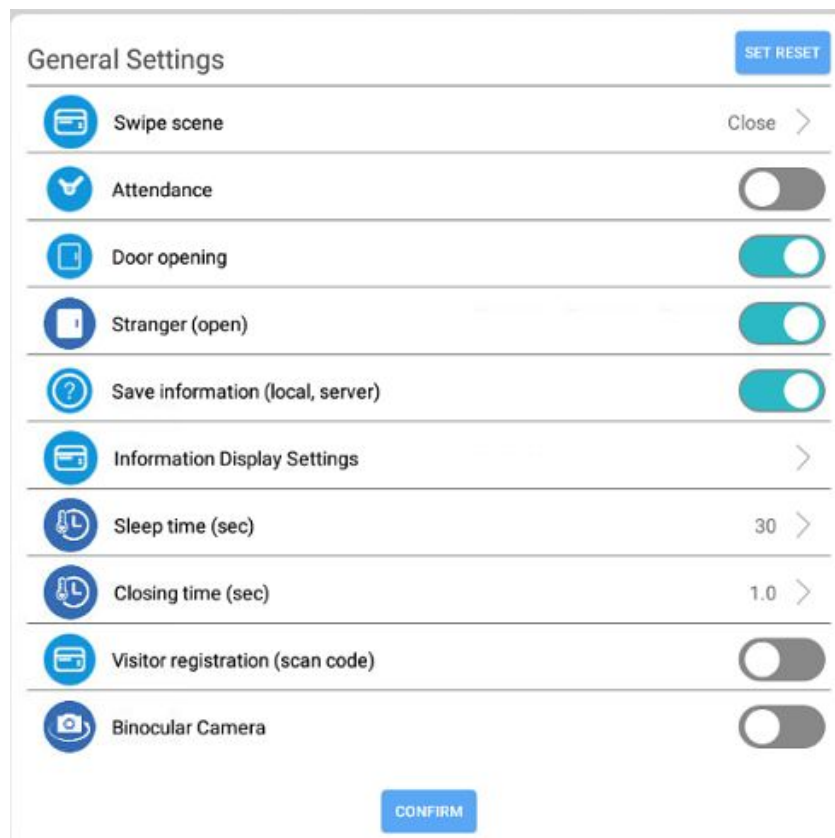 General Settings
SET RESET
Swipe scene
Close
Attendance
Door opening
Stranger (open)
Save information (local, server)
Information Display Settings
Sleep time (sec)
30
Closing time (sec)
1.0
Visitor registration (scan code)
Binocular Camera
CONFIRM